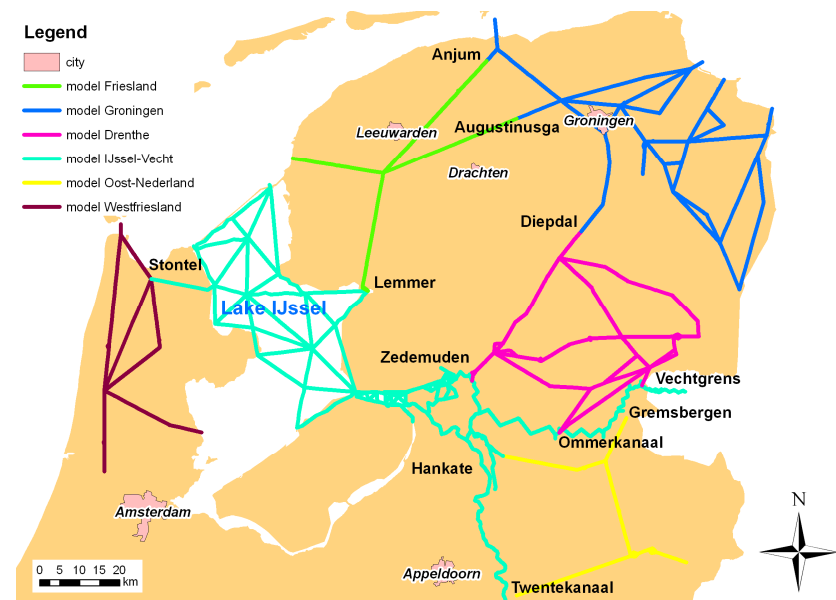 Legend
city
model Friesland
model Groningen
model Drenthe
model IJssel-Vecht
model Oost-Nederland
model Westfriesland
Anjum
Leeuwarden
Augustinusga
Groningen
Drachten
Diepdal
Stontel
Lemmer
Lake IJssel
Zedemuden
Vechtgrens
Gremsbergen
Ommerkanaal
Hankate
Amsterdam
Appeldoorn
Twentekanaal
0 5 10 15 20
km
N